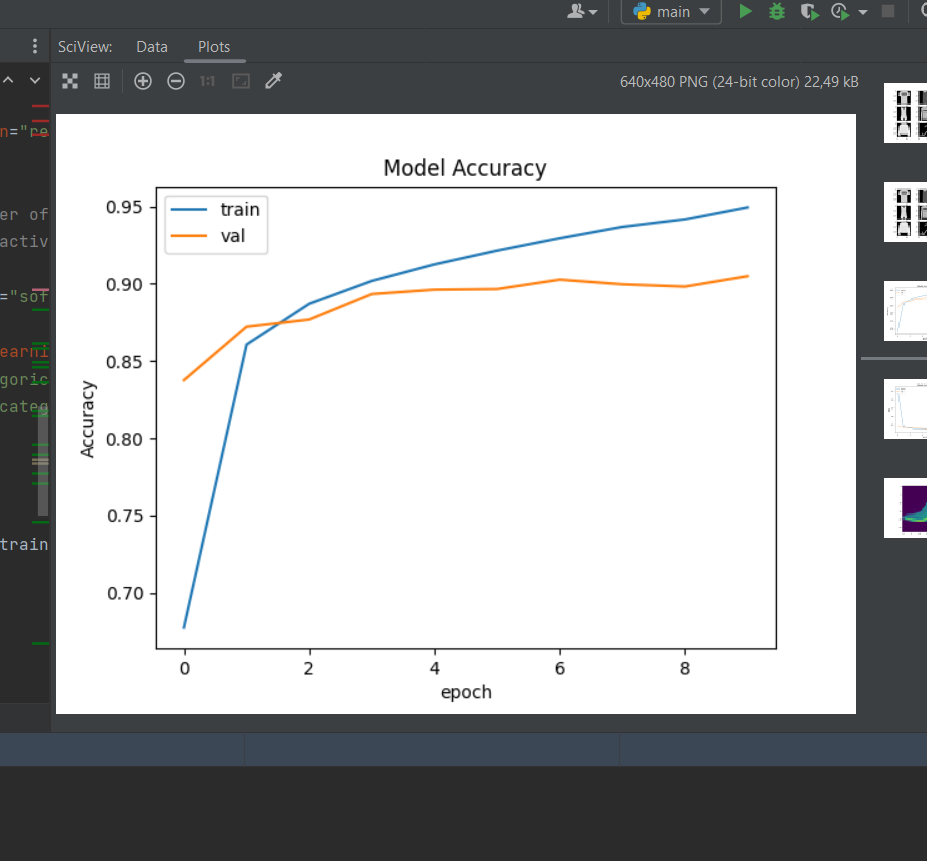 main
SciView: Data Plots
1:1 640x480 PNG (24-bit color) 22,49 kB
n="re
er of
activ
="sof
earni
goric
categ
train
Model Accuracy
train
val
0.95
0.90
0.85
0.80
0.75
0.70
Accuracy
0 2 4 6 8
epoch